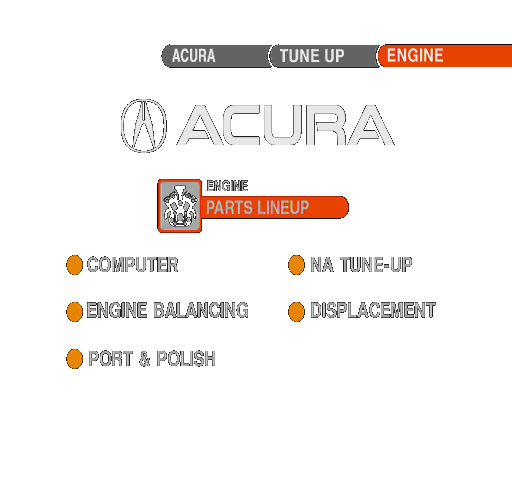 ACURA TUNE UP ENGINE
ACURA
ENGINE
PARTS LINEUP
COMPUTER NA TUNE-UP
ENGINE BALANCING DISPLACEMENT
PORT & POLISH